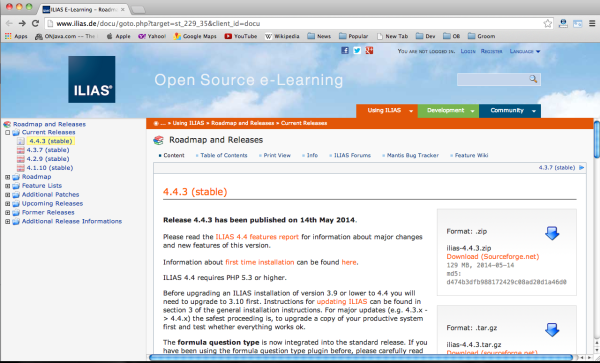 ILIAS E-Learning – Roadm
www.ilias.de/docu/goto.php?target=st_229_35&client_id=docu
Apps
OhJava.com -- The
Apple
Yahoo!
Google Maps
YouTube
Wikipedia
News
Popular
New Tab
Dev
OB
Groom
You are not logged in.
Login
Register
Language
ILIAS
Open Source e-Learning
Using ILIAS
Development
Community
Roadmap and Releases
Current Releases
4.4.3 (stable)
4.3.7 (stable)
4.2.9 (stable)
4.1.10 (stable)
Roadmap
Feature Lists
Additional Patches
Upcoming Releases
Former Releases
Additional Release Informations
... » Using ILIAS » Roadmap and Releases » Current Releases
Roadmap and Releases
Content
Table of Contents
Print View
Info
ILIAS Forums
Mantis Bug Tracker
Feature Wiki
4.3.7 (stable)
4.4.3 (stable)
Release 4.4.3 has been published on 14th May 2014.
Please read the ILIAS 4.4 features report for information about major changes
and new features of this version.
Information about first time installation can be found here.
ILIAS 4.4 requires PHP 5.3 or higher.
Before upgrading an ILIAS installation of version 3.9 or lower to 4.4 you will
need to upgrade to 3.10 first. Instructions for updating ILIAS can be found in
section 3 of the general installation instructions. For major updates (e.g. 4.3.x -
> 4.4.x) the safest proceeding is, to upgrade a copy of your productive system
first and test whether everything works ok.
The formula question type is now integrated into the standard release. If you
have been using the formula question type plugin before, please carefully read
Format: .zip
ilias-4.4.3.zip
Download (Sourceforge.net)
129 MB, 2014-05-14
md5:
d474b3dfb988172429c08ad20d1a46d0
Format: .tar.gz
ilias-4.4.3.tar.gz
Download (Sourceforge.net)